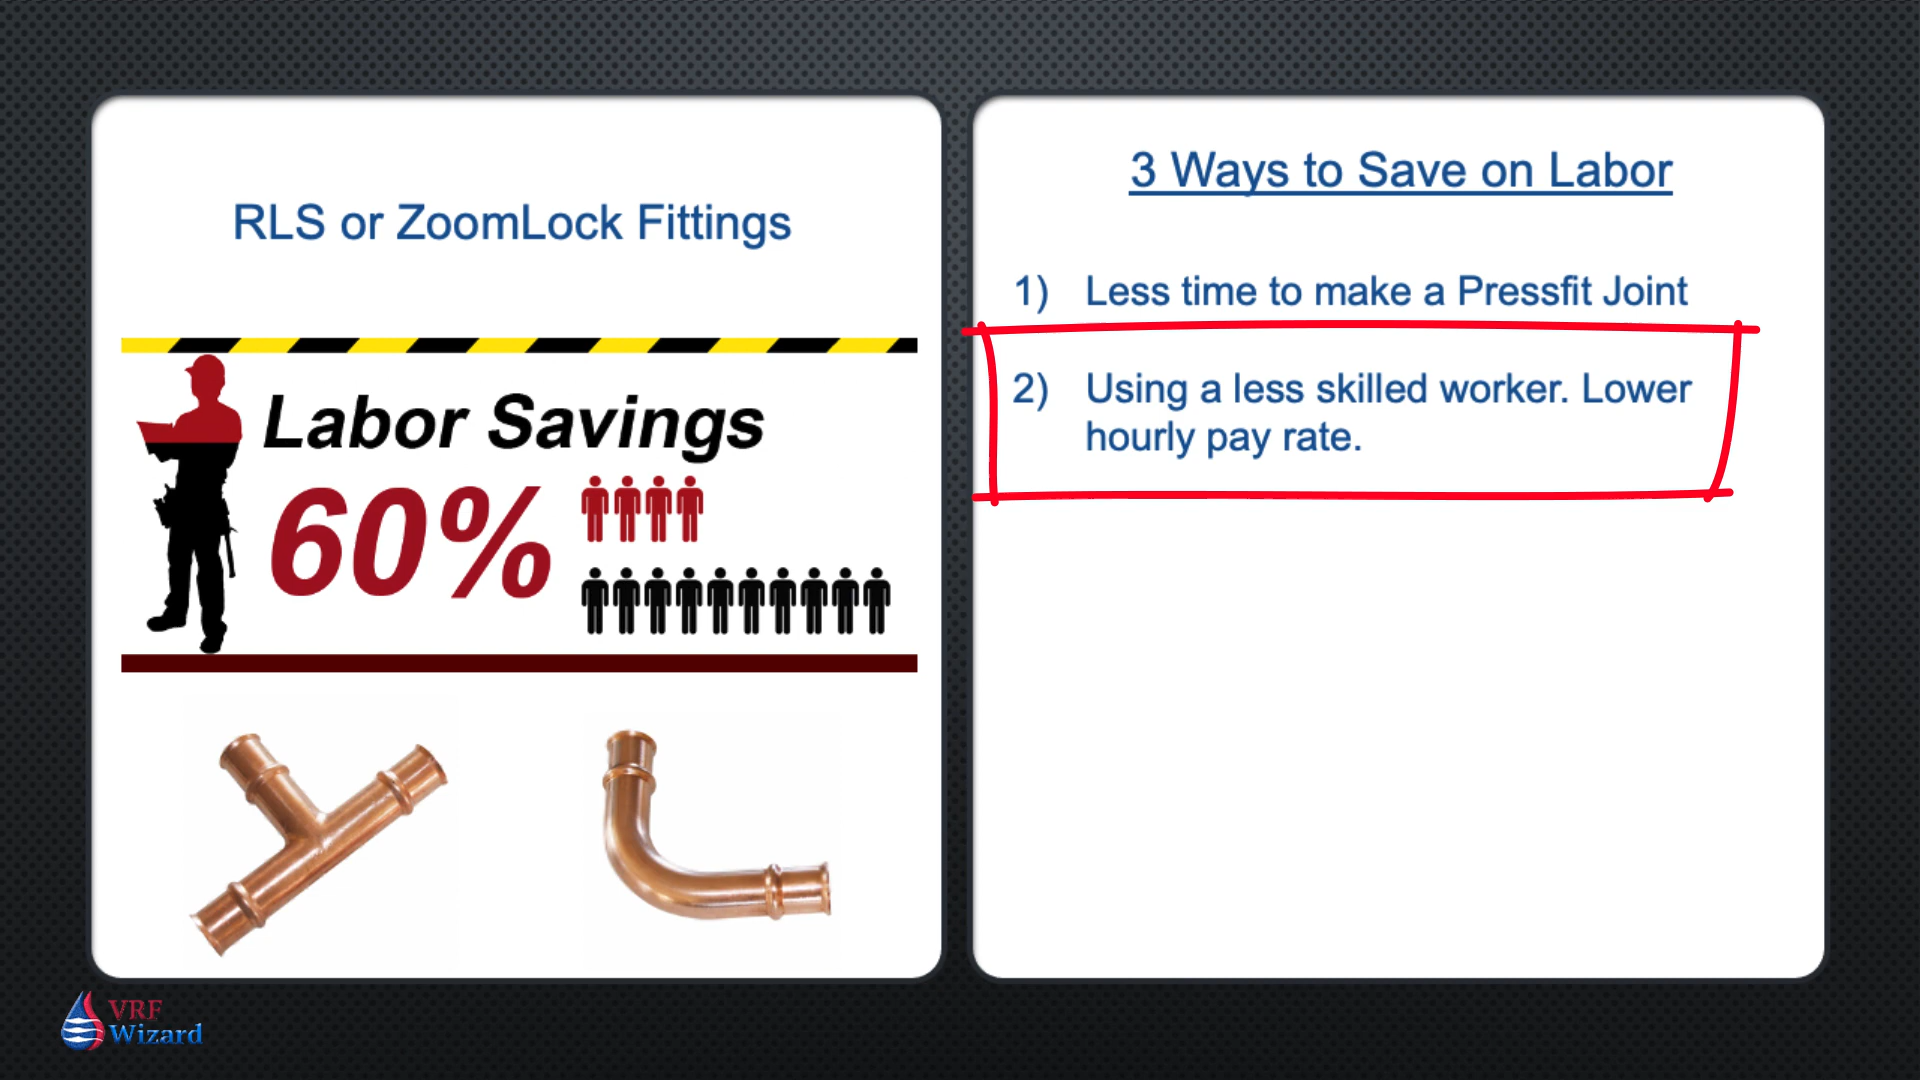 RLS or ZoomLock Fittings
Labor Savings
60%
3 Ways to Save on Labor
1) Less time to make a Pressfit Joint
2) Using a less skilled worker. Lower
hourly pay rate.
VRF
Wizard